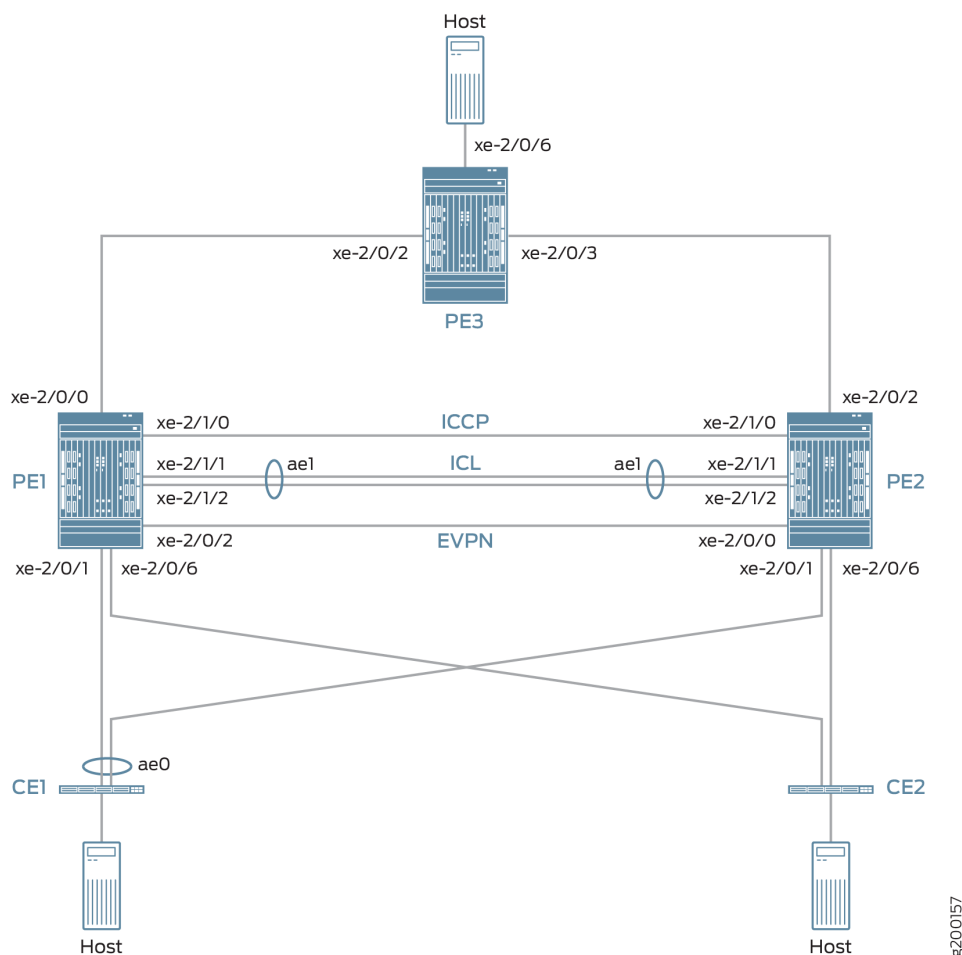 Host
xe-2/0/6
xe-2/0/2
xe-2/0/3
PE3
xe-2/0/0
xe-2/0/2
xe-2/1/0
ICCP
xe-2/1/0
xe-2/1/1
ae1
ICL
ae1
xe-2/1/1
PE1
PE2
xe-2/1/2
xe-2/1/2
xe-2/0/2
EVPN
xe-2/0/0
xe-2/0/1
xe-2/0/6
xe-2/0/1
xe-2/0/6
ae0
CE1
CE2
Host
Host
g200157